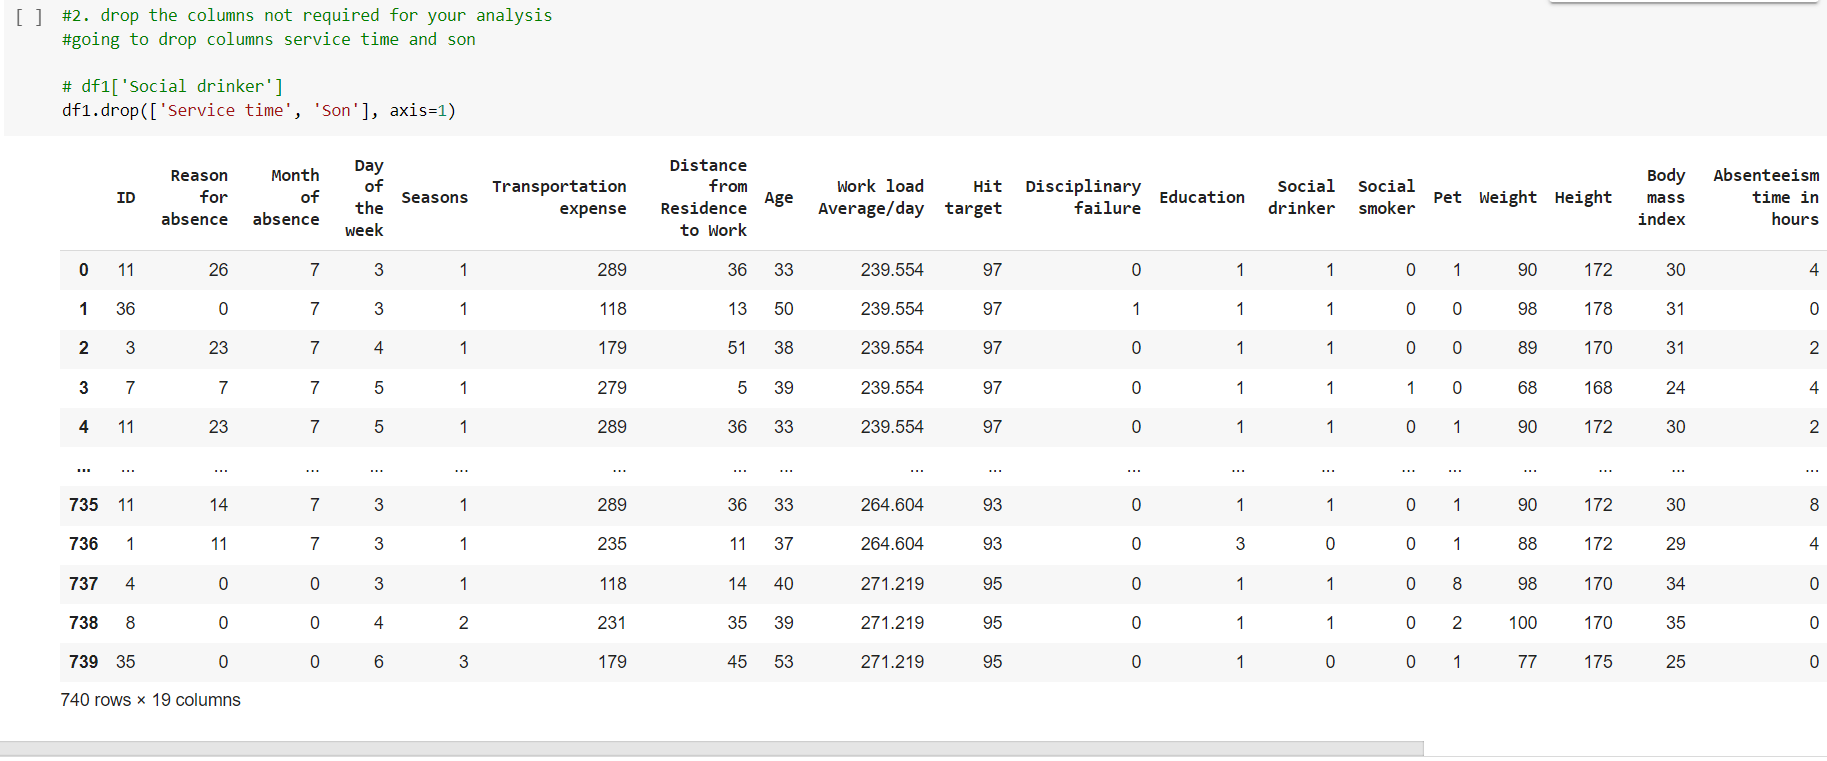 [ ] #2. drop the columns not required for your analysis
#going to drop columns service time and son
# df1['Social drinker']
df1.drop(['Service time', 'Son'], axis=1)
ID Reason for absence Month of absence Day of the week Seasons Transportation expense Distance from Residence to Work Age Work load Average/day Hit target Disciplinary failure Education Social drinker Social smoker Pet Weight Height Body mass index Absenteeism time in hours
0 11 26 7 3 1 289 36 33 239.554 97 0 1 1 0 1 90 172 30 4
1 36 0 7 3 1 118 13 50 239.554 97 1 1 1 0 0 98 178 31 0
2 3 23 7 4 1 179 51 38 239.554 97 0 1 1 0 0 89 170 31 2
3 7 7 7 5 1 279 5 39 239.554 97 0 1 1 1 0 68 168 24 4
4 11 23 7 5 1 289 36 33 239.554 97 0 1 1 0 1 90 172 30 2
... ... ... ... ... ... ... ... ... ... ... ... ... ... ... ... ... ... ... ...
735 11 14 7 3 1 289 36 33 264.604 93 0 1 1 0 1 90 172 30 8
736 1 11 7 3 1 235 11 37 264.604 93 0 3 0 0 1 88 172 29 4
737 4 0 0 3 1 118 14 40 271.219 95 0 1 1 0 8 98 170 34 0
738 8 0 0 4 2 231 35 39 271.219 95 0 1 1 0 2 100 170 35 0
739 35 0 0 6 3 179 45 53 271.219 95 0 1 0 0 1 77 175 25 0
740 rows × 19 columns